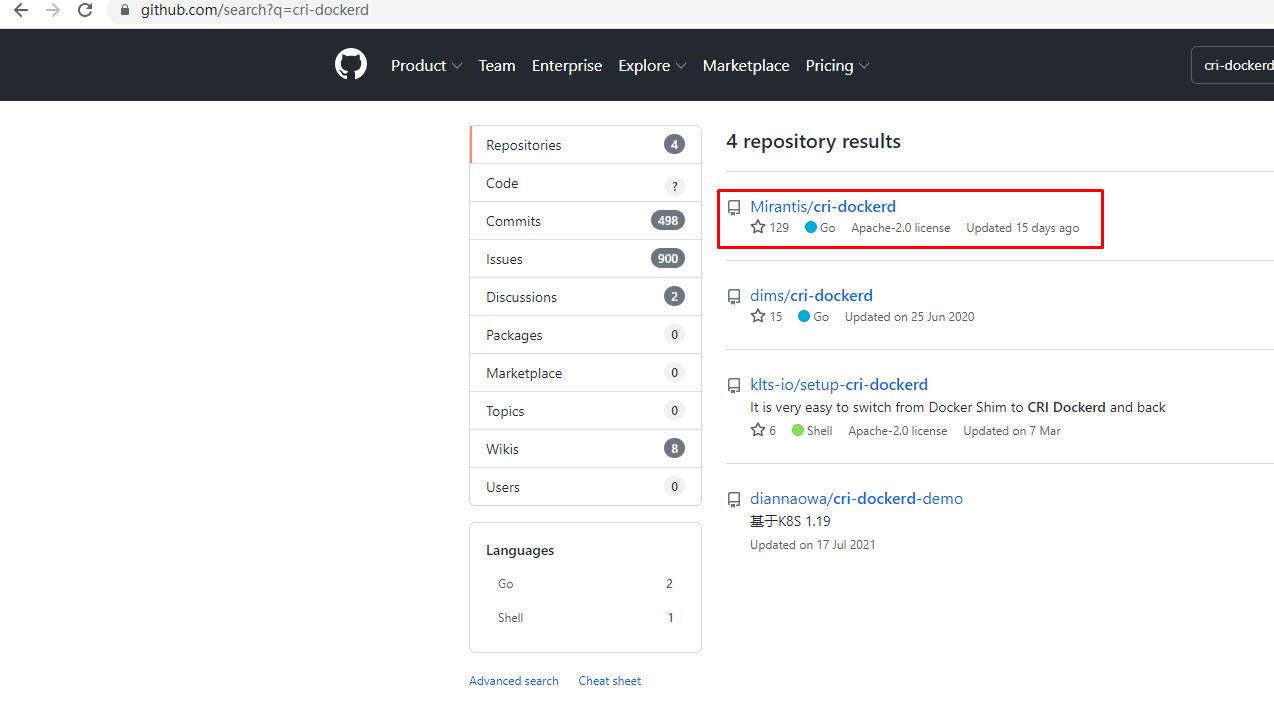 github.com/search?q=cri-dockerd
Product Team Enterprise Explore Marketplace Pricing cri-dockerd
Repositories 4
Code ?
Commits 498
Issues 900
Discussions 2
Packages 0
Marketplace 0
Topics 0
Wikis 8
Users 0
Languages
Go 2
Shell 1
Advanced search Cheat sheet
4 repository results
Mirantis/cri-dockerd
129 Go Apache-2.0 license Updated 15 days ago
dims/cri-dockerd
15 Go Updated on 25 Jun 2020
klts-io/setup-cri-dockerd
It is very easy to switch from Docker Shim to CRI Dockerd and back
6 Shell Apache-2.0 license Updated on 7 Mar
diannaowa/cri-dockerd-demo
基于K8S 1.19
Updated on 17 Jul 2021